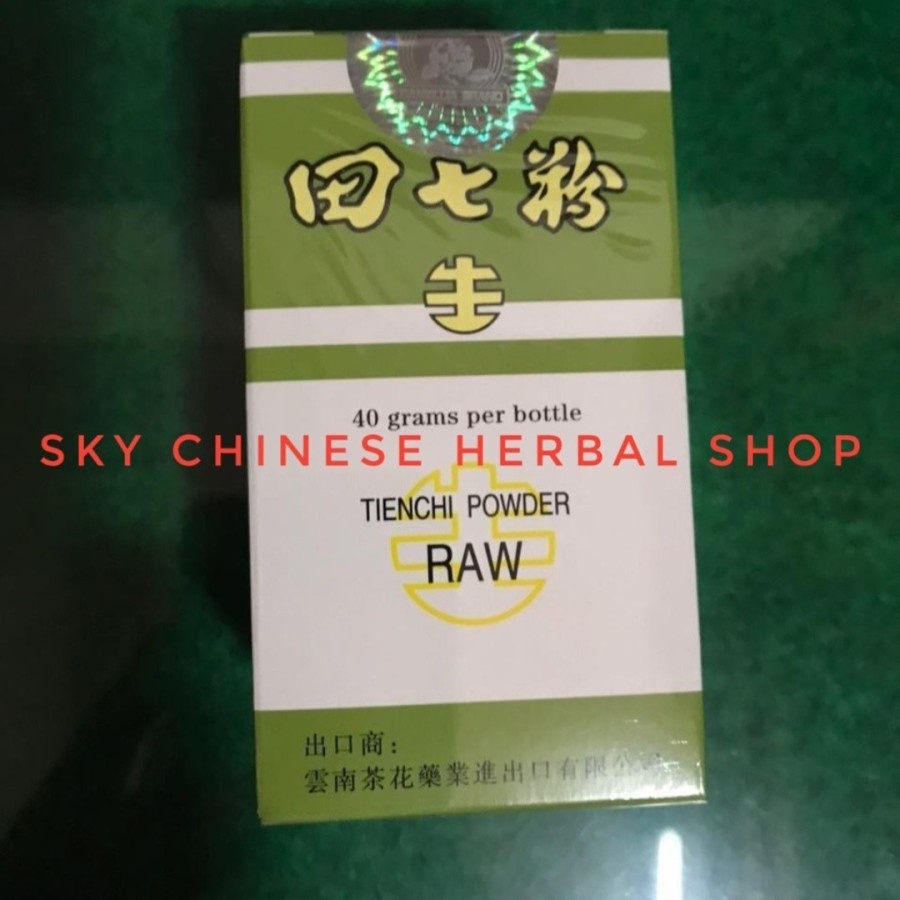 田七粉
生
40 grams per bottle
SKY CHINESE HERBAL SHOP
TIENCHI POWDER
RAW
出口商：
雲南茶花藥業進出口有限公司